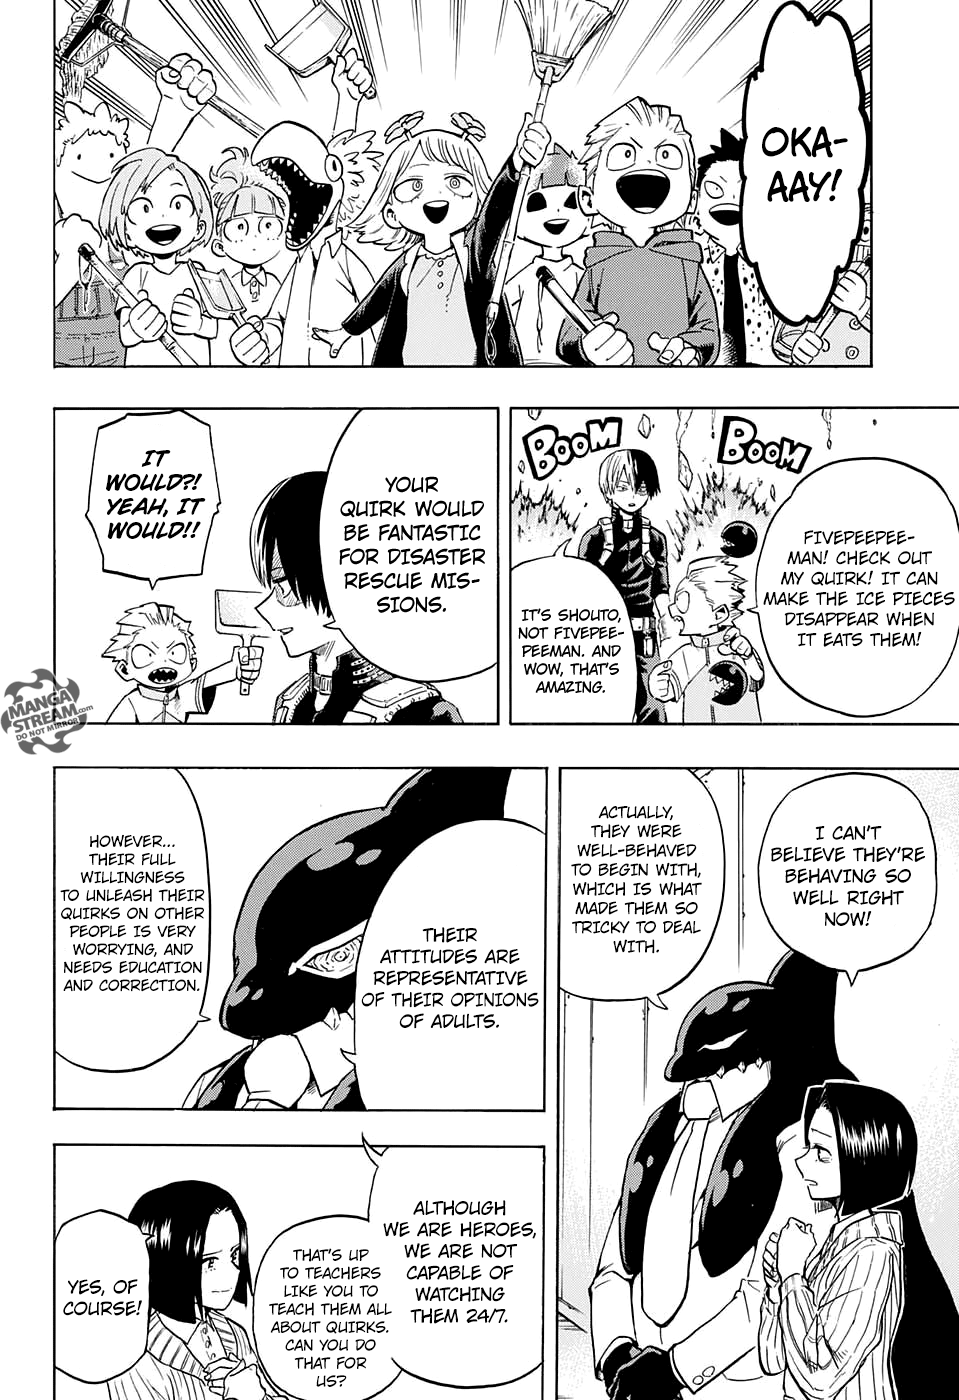 OKA-
AAY!
BOOM
BOOM
FIVEPEEPEE-
MAN! CHECK OUT
MY QUIRK! IT CAN
MAKE THE ICE PIECES
DISAPPEAR WHEN
IT EATS THEM!
IT'S SHOUTO,
NOT FIVEPEE-
PEEMAN. AND
WOW, THAT'S
AMAZING.
YOUR
QUIRK WOULD
BE FANTASTIC
FOR DISASTER
RESCUE MIS-
SIONS.
IT
WOULD?!
YEAH, IT
WOULD!!
MANGA
STREAM.com
DO NOT MIRROR
I CAN'T
BELIEVE THEY'RE
BEHAVING SO
WELL RIGHT
NOW!
ACTUALLY,
THEY WERE
WELL-BEHAVED
TO BEGIN WITH,
WHICH IS WHAT
MADE THEM SO
TRICKY TO DEAL
WITH.
THEIR
ATTITUDES ARE
REPRESENTATIVE
OF THEIR OPINIONS
OF ADULTS.
HOWEVER...
THEIR FULL
WILLINGNESS
TO UNLEASH THEIR
QUIRKS ON OTHER
PEOPLE IS VERY
WORRYING, AND
NEEDS EDUCATION
AND CORRECTION.
ALTHOUGH
WE ARE HEROES,
WE ARE NOT
CAPABLE OF
WATCHING
THEM 24/7.
THAT'S UP
TO TEACHERS
LIKE YOU TO
TEACH THEM ALL
ABOUT QUIRKS.
CAN YOU DO
THAT FOR
US?
YES, OF
COURSE!